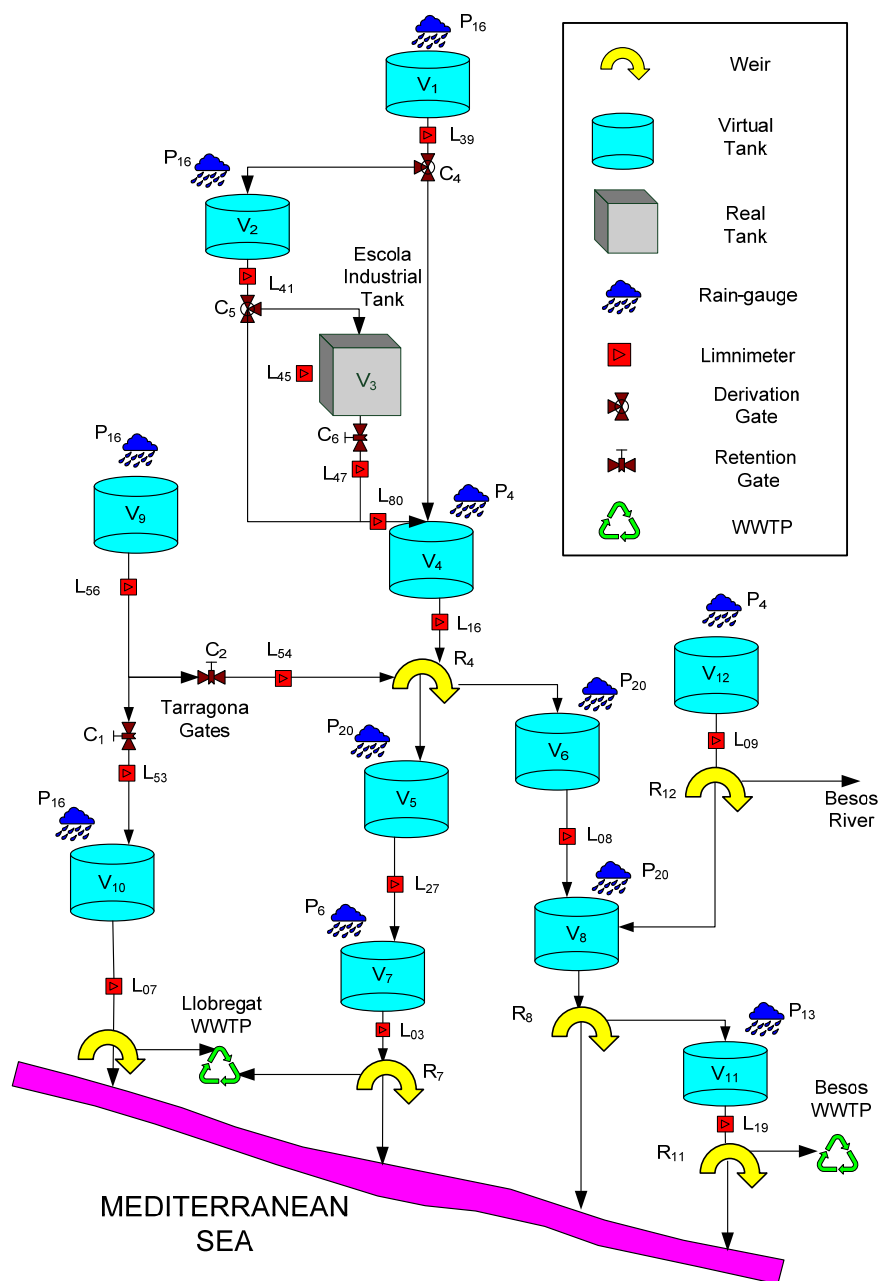 P16
V1
L39
C4
P16
V2
L41
C5
Escola
Industrial
Tank
L45
V3
C6
L47
L80
P4
V4
L16
P16
V9
L56
C2
L54
Tarragona
Gates
R4
C1
L53
P16
V10
L07
P20
V5
L27
P6
V7
L03
R7
Llobregat
WWTP
P20
V6
L08
P20
V8
R8
P4
V12
L09
R12
Besos
River
P13
V11
L19
R11
Besos
WWTP
MEDITERRANEAN
SEA
Weir
Virtual
Tank
Real
Tank
Rain-gauge
Limnimeter
Derivation
Gate
Retention
Gate
WWTP